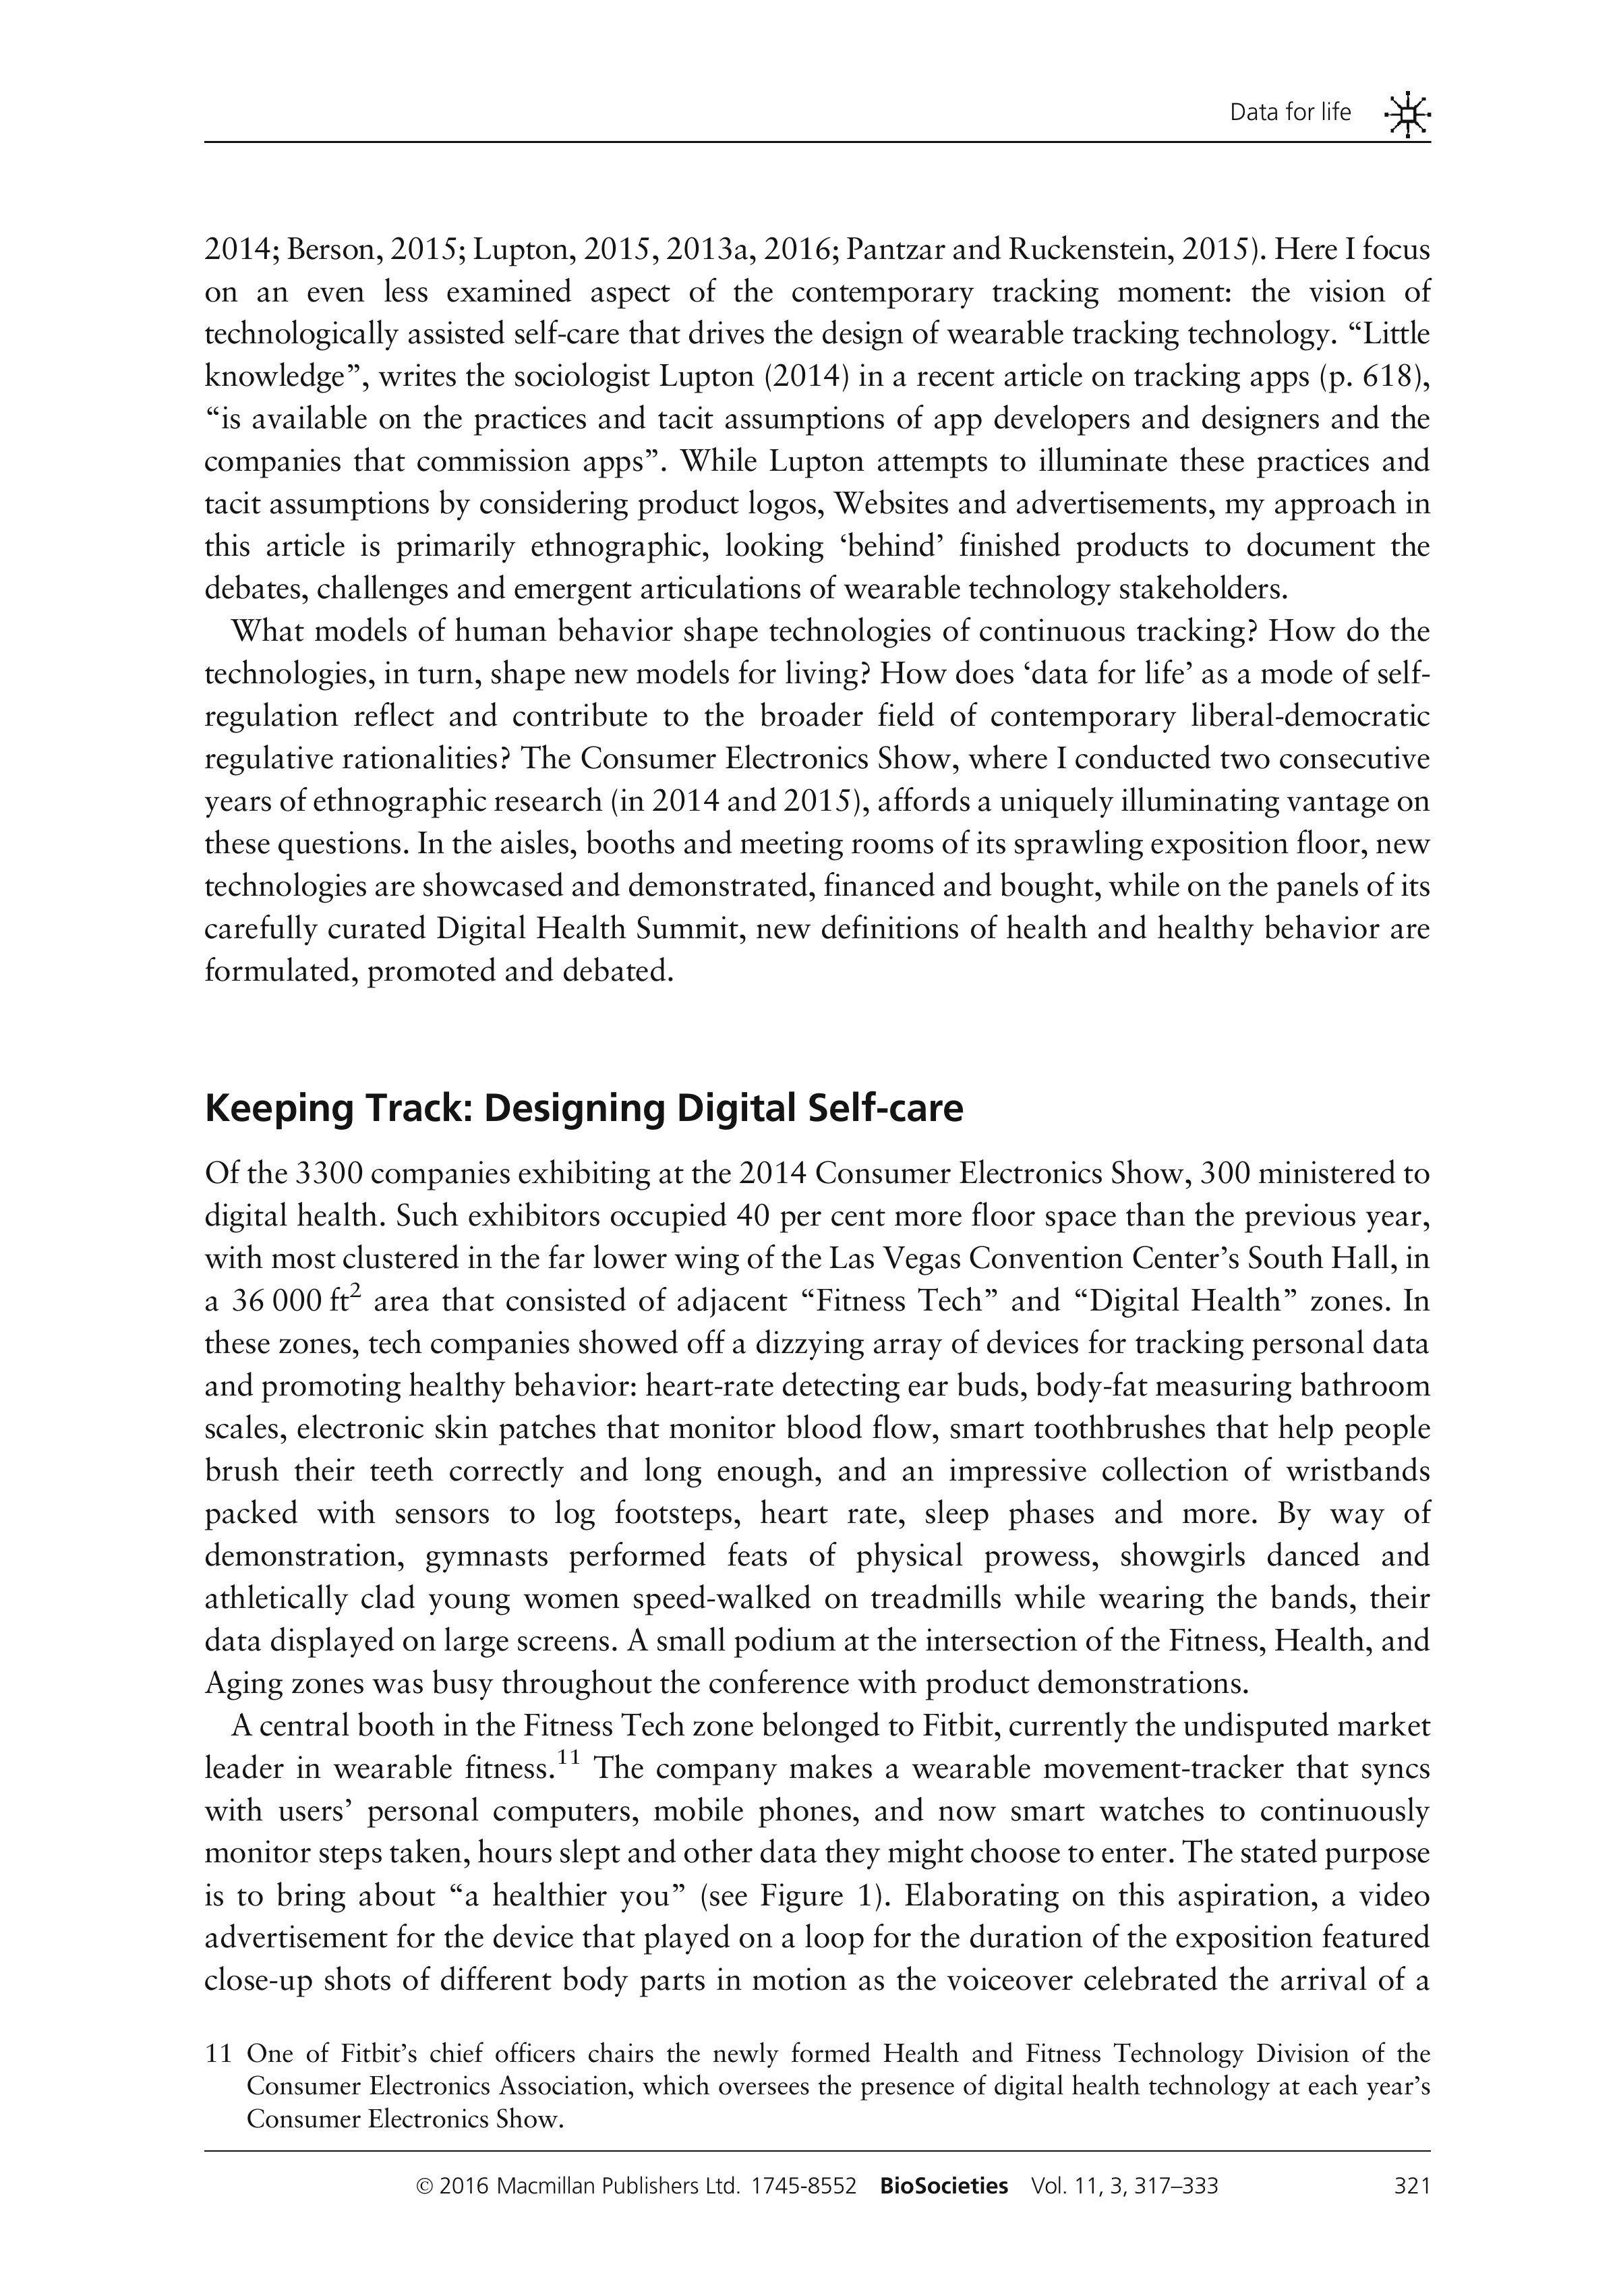 Data for life
2014; Berson, 2015; Lupton, 2015, 2013a, 2016; Pantzar and Ruckenstein, 2015). Here I focus
on an even less examined aspect of the contemporary tracking moment: the vision of
technologically assisted self-care that drives the design of wearable tracking technology. “Little
knowledge”, writes the sociologist Lupton (2014) in a recent article on tracking apps (p. 618),
“is available on the practices and tacit assumptions of app developers and designers and the
companies that commission apps”. While Lupton attempts to illuminate these practices and
tacit assumptions by considering product logos, Websites and advertisements, my approach in
this article is primarily ethnographic, looking ‘behind’ finished products to document the
debates, challenges and emergent articulations of wearable technology stakeholders.
What models of human behavior shape technologies of continuous tracking? How do the
technologies, in turn, shape new models for living? How does ‘data for life’ as a mode of self-
regulation reflect and contribute to the broader field of contemporary liberal-democratic
regulative rationalities? The Consumer Electronics Show, where I conducted two consecutive
years of ethnographic research (in 2014 and 2015), affords a uniquely illuminating vantage on
these questions. In the aisles, booths and meeting rooms of its sprawling exposition floor, new
technologies are showcased and demonstrated, financed and bought, while on the panels of its
carefully curated Digital Health Summit, new definitions of health and healthy behavior are
formulated, promoted and debated.
Keeping Track: Designing Digital Self-care
Of the 3300 companies exhibiting at the 2014 Consumer Electronics Show, 300 ministered to
digital health. Such exhibitors occupied 40 per cent more floor space than the previous year,
with most clustered in the far lower wing of the Las Vegas Convention Center’s South Hall, in
a 36 000 ft² area that consisted of adjacent “Fitness Tech” and “Digital Health” zones. In
these zones, tech companies showed off a dizzying array of devices for tracking personal data
and promoting healthy behavior: heart-rate detecting ear buds, body-fat measuring bathroom
scales, electronic skin patches that monitor blood flow, smart toothbrushes that help people
brush their teeth correctly and long enough, and an impressive collection of wristbands
packed with sensors to log footsteps, heart rate, sleep phases and more. By way of
demonstration, gymnasts performed feats of physical prowess, showgirls danced and
athletically clad young women speed-walked on treadmills while wearing the bands, their
data displayed on large screens. A small podium at the intersection of the Fitness, Health, and
Aging zones was busy throughout the conference with product demonstrations.
A central booth in the Fitness Tech zone belonged to Fitbit, currently the undisputed market
leader in wearable fitness.¹¹ The company makes a wearable movement-tracker that syncs
with users’ personal computers, mobile phones, and now smart watches to continuously
monitor steps taken, hours slept and other data they might choose to enter. The stated purpose
is to bring about “a healthier you” (see Figure 1). Elaborating on this aspiration, a video
advertisement for the device that played on a loop for the duration of the exposition featured
close-up shots of different body parts in motion as the voiceover celebrated the arrival of a
11 One of Fitbit’s chief officers chairs the newly formed Health and Fitness Technology Division of the
Consumer Electronics Association, which oversees the presence of digital health technology at each year’s
Consumer Electronics Show.
© 2016 Macmillan Publishers Ltd. 1745-8552 BioSocieties Vol. 11, 3, 317–333 321